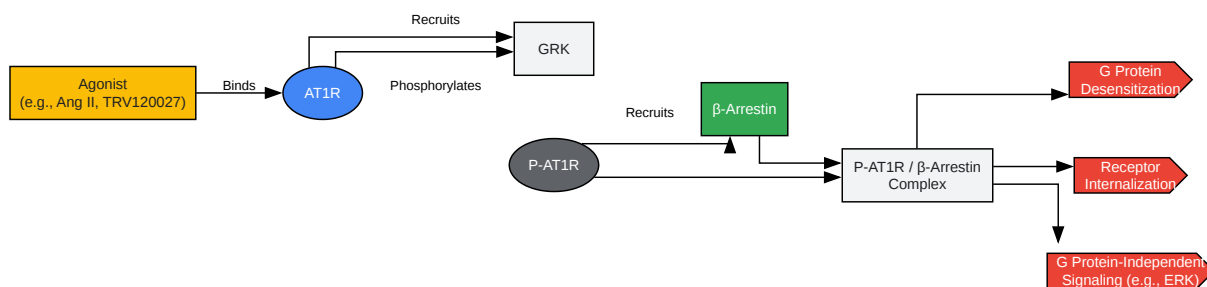 Recruits
GRK
Agonist
(e.g., Ang II, TRV120027)
Binds
AT1R
Phosphorylates
G Protein
Desensitization
Recruits
β-Arrestin
P-AT1R
P-AT1R / β-Arrestin
Complex
Receptor
Internalization
G Protein-Independent
Signaling (e.g., ERK)